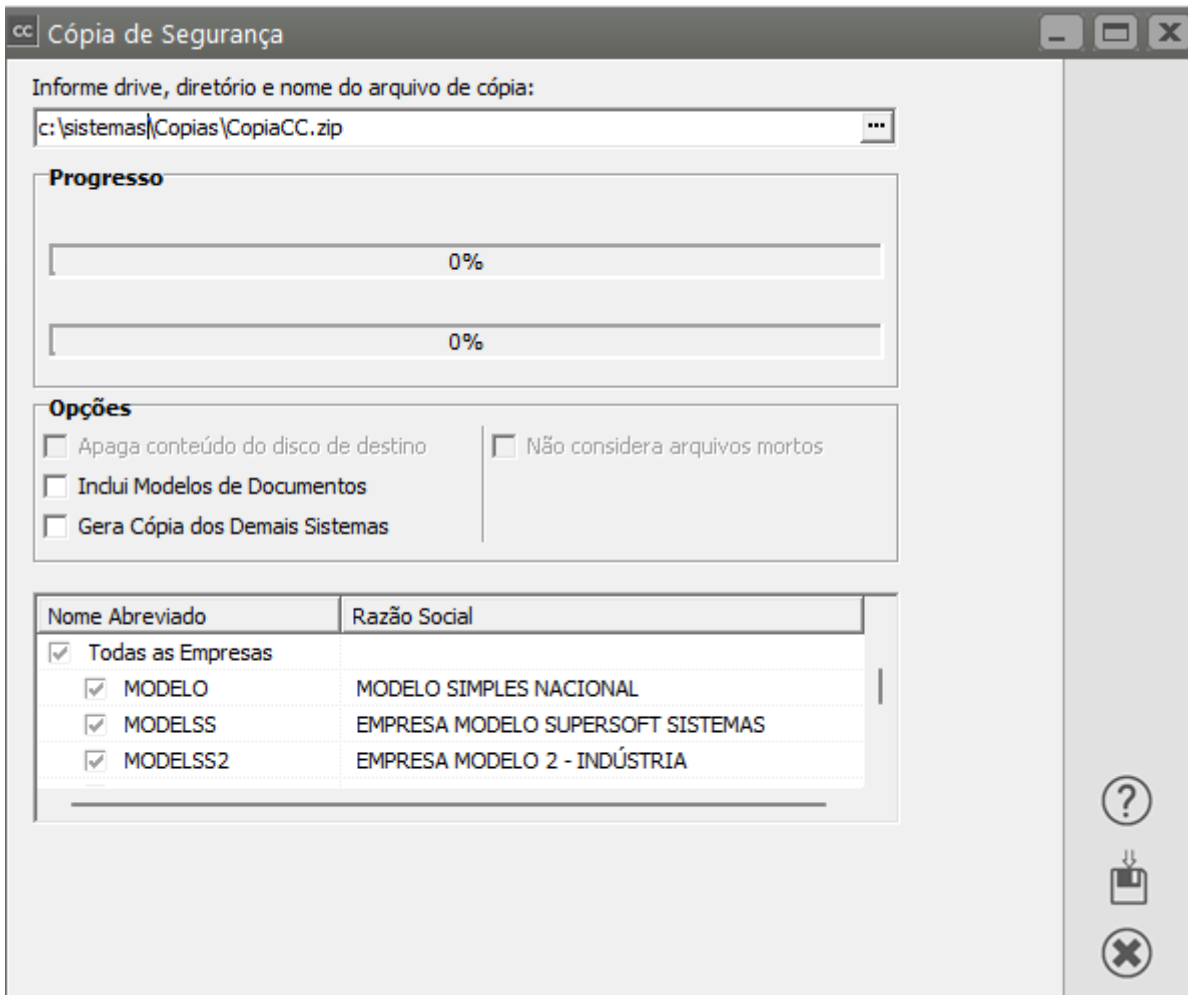 CC Cópia de Segurança
Informe drive, diretório e nome do arquivo de cópia:
c:\sistemas\Copias\CopiaCC.zip ...
Progresso
0%
0%
Opções
Apaga conteúdo do disco de destino Não considera arquivos mortos
Inclui Modelos de Documentos
Gera Cópia dos Demais Sistemas
Nome Abreviado Razão Social
Todas as Empresas
MODELO MODELO SIMPLES NACIONAL
MODELSS EMPRESA MODELO SUPERSOFT SISTEMAS
MODELSS2 EMPRESA MODELO 2 - INDÚSTRIA
?